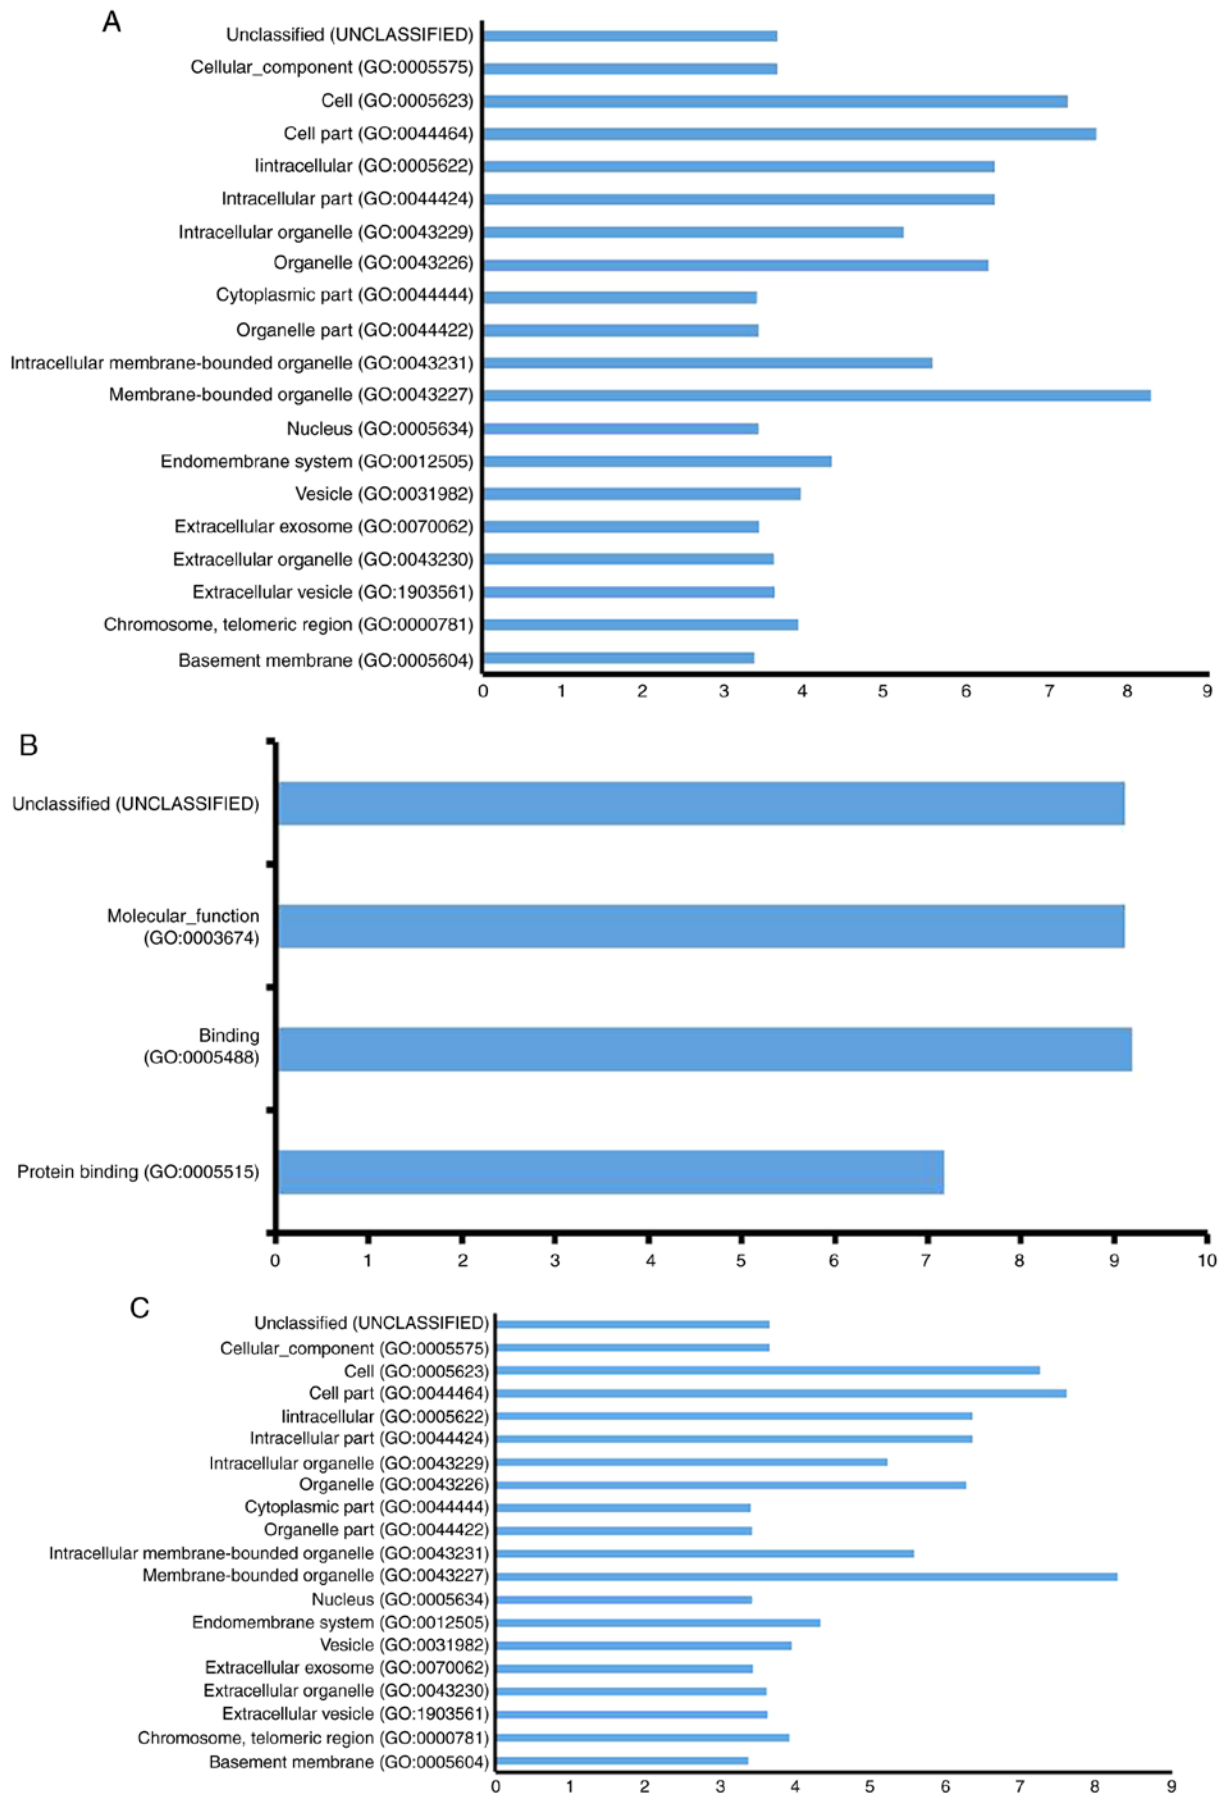 A
Unclassified (UNCLASSIFIED)
Cellular_component (GO:0005575)
Cell (GO:0005623)
Cell part (GO:0044464)
Iintracellular (GO:0005622)
Intracellular part (GO:0044424)
Intracellular organelle (GO:0043229)
Organelle (GO:0043226)
Cytoplasmic part (GO:0044444)
Organelle part (GO:0044422)
Intracellular membrane-bounded organelle (GO:0043231)
Membrane-bounded organelle (GO:0043227)
Nucleus (GO:0005634)
Endomembrane system (GO:0012505)
Vesicle (GO:0031982)
Extracellular exosome (GO:0070062)
Extracellular organelle (GO:0043230)
Extracellular vesicle (GO:1903561)
Chromosome, telomeric region (GO:0000781)
Basement membrane (GO:0005604)
0 1 2 3 4 5 6 7 8 9
B
Unclassified (UNCLASSIFIED)
Molecular_function
(GO:0003674)
Binding
(GO:0005488)
Protein binding (GO:0005515)
0 1 2 3 4 5 6 7 8 9 10
C
Unclassified (UNCLASSIFIED)
Cellular_component (GO:0005575)
Cell (GO:0005623)
Cell part (GO:0044464)
Iintracellular (GO:0005622)
Intracellular part (GO:0044424)
Intracellular organelle (GO:0043229)
Organelle (GO:0043226)
Cytoplasmic part (GO:0044444)
Organelle part (GO:0044422)
Intracellular membrane-bounded organelle (GO:0043231)
Membrane-bounded organelle (GO:0043227)
Nucleus (GO:0005634)
Endomembrane system (GO:0012505)
Vesicle (GO:0031982)
Extracellular exosome (GO:0070062)
Extracellular organelle (GO:0043230)
Extracellular vesicle (GO:1903561)
Chromosome, telomeric region (GO:0000781)
Basement membrane (GO:0005604)
0 1 2 3 4 5 6 7 8 9